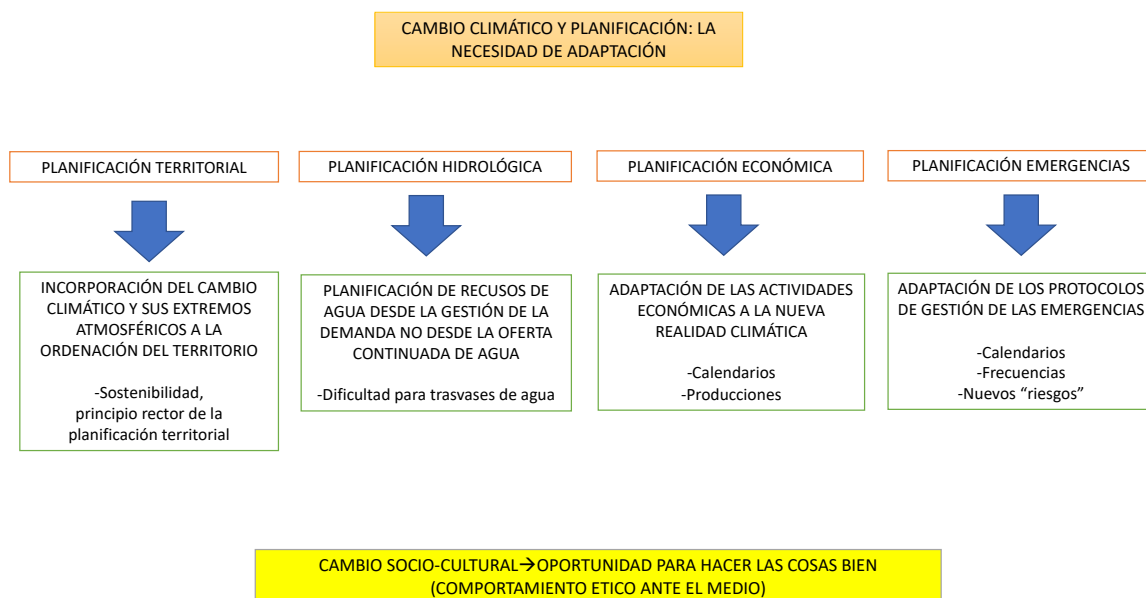 CAMBIO CLIMÁTICO Y PLANIFICACIÓN: LA
NECESIDAD DE ADAPTACIÓN
PLANIFICACIÓN TERRITORIAL
PLANIFICACIÓN HIDROLÓGICA
PLANIFICACIÓN ECONÓMICA
PLANIFICACIÓN EMERGENCIAS
INCORPORACIÓN DEL CAMBIO
CLIMÁTICO Y SUS EXTREMOS
ATMOSFÉRICOS A LA
ORDENACIÓN DEL TERRITORIO
-Sostenibilidad,
principio rector de la
planificación territorial
PLANIFICACIÓN DE RECUSOS DE
AGUA DESDE LA GESTIÓN DE LA
DEMANDA NO DESDE LA OFERTA
CONTINUADA DE AGUA
-Dificultad para trasvases de agua
ADAPTACIÓN DE LAS ACTIVIDADES
ECONÓMICAS A LA NUEVA
REALIDAD CLIMÁTICA
-Calendarios
-Producciones
ADAPTACIÓN DE LOS PROTOCOLOS
DE GESTIÓN DE LAS EMERGENCIAS
-Calendarios
-Frecuencias
-Nuevos “riesgos”
CAMBIO SOCIO-CULTURAL→OPORTUNIDAD PARA HACER LAS COSAS BIEN
(COMPORTAMIENTO ETICO ANTE EL MEDIO)